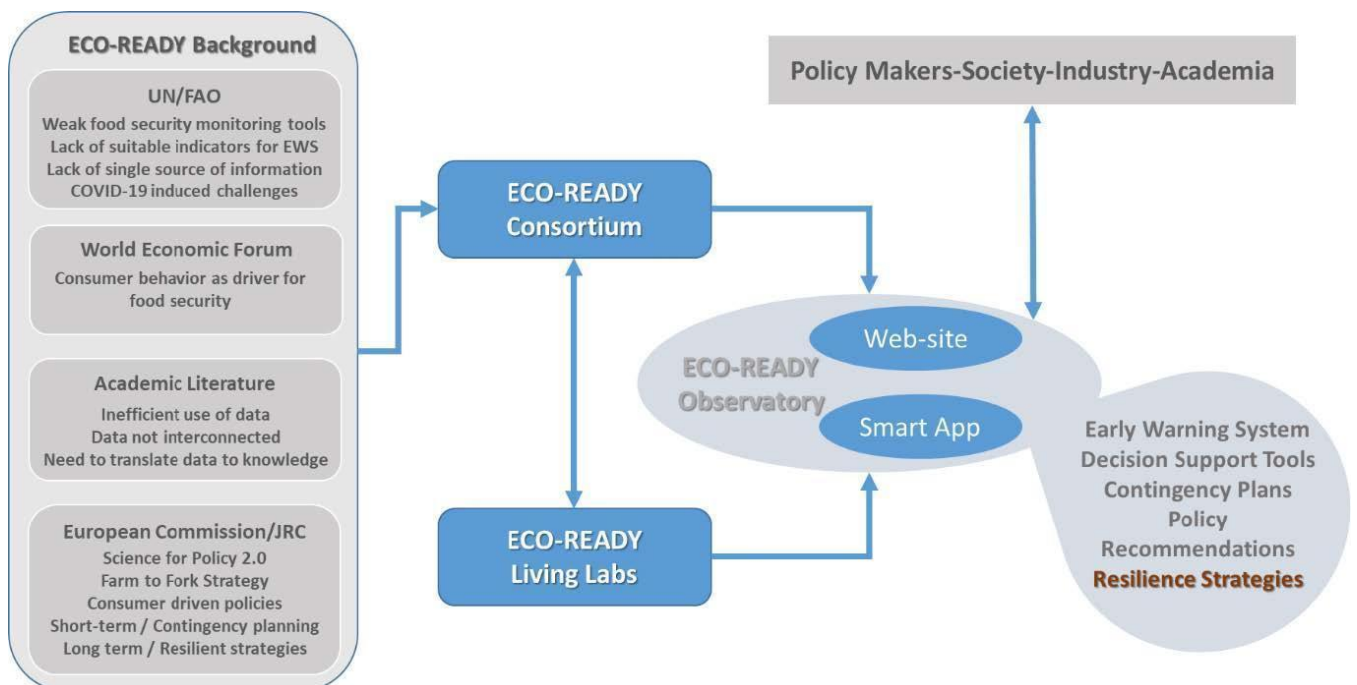 ECO-READY Background
UN/FAO
Weak food security monitoring tools
Lack of suitable indicators for EWS
Lack of single source of information
COVID-19 induced challenges
World Economic Forum
Consumer behavior as driver for
food security
Academic Literature
Inefficient use of data
Data not interconnected
Need to translate data to knowledge
European Commission/JRC
Science for Policy 2.0
Farm to Fork Strategy
Consumer driven policies
Short-term / Contingency planning
Long term / Resilient strategies
ECO-READY
Consortium
ECO-READY
Living Labs
Policy Makers-Society-Industry-Academia
ECO-READY
Observatory
Web-site
Smart App
Early Warning System
Decision Support Tools
Contingency Plans
Policy
Recommendations
Resilience Strategies